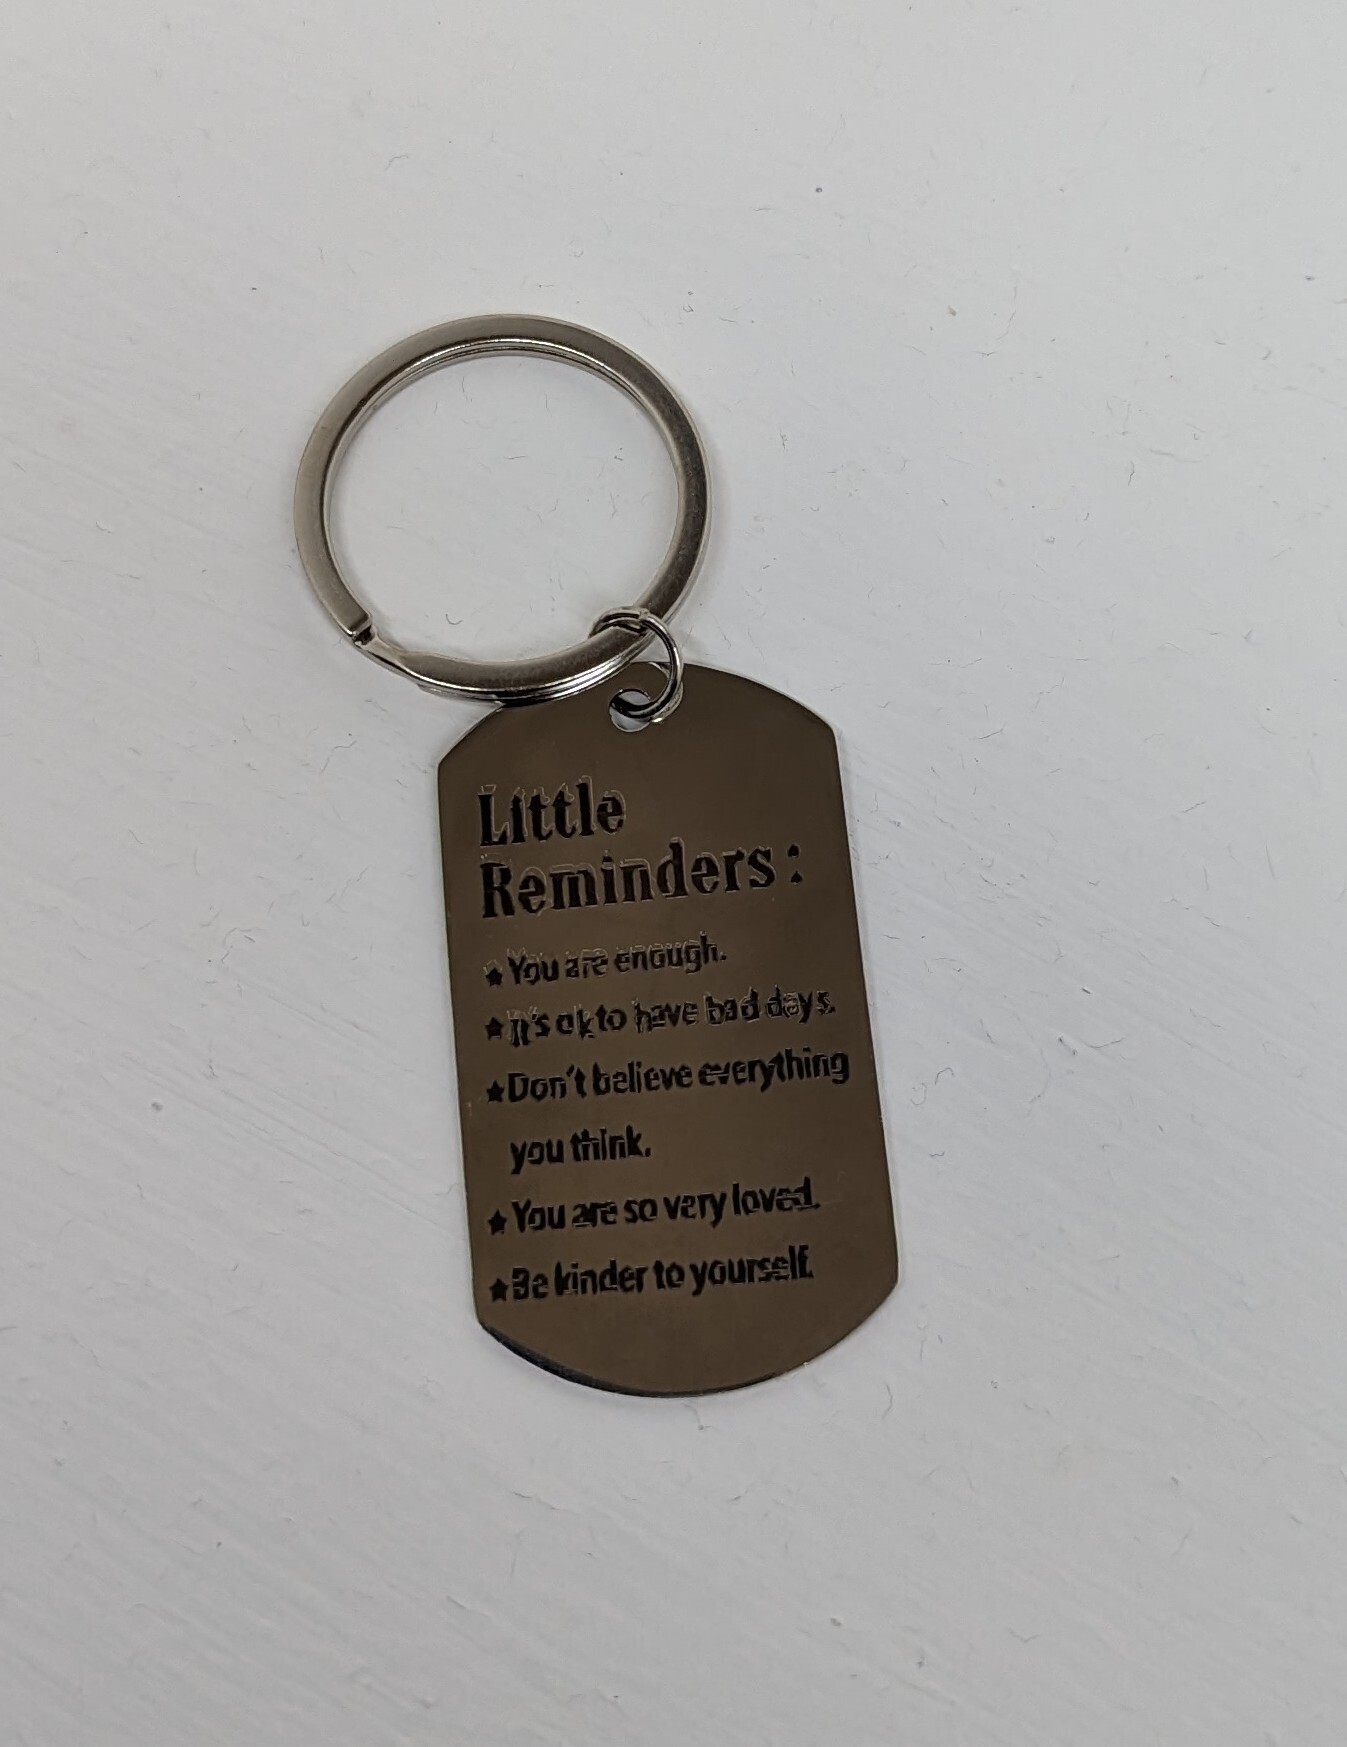 Little
Reminders:
★You are enough.
★It's ok to have bad days.
★Don't believe everything
you think.
★You are so very loved.
★Be kinder to yourself.